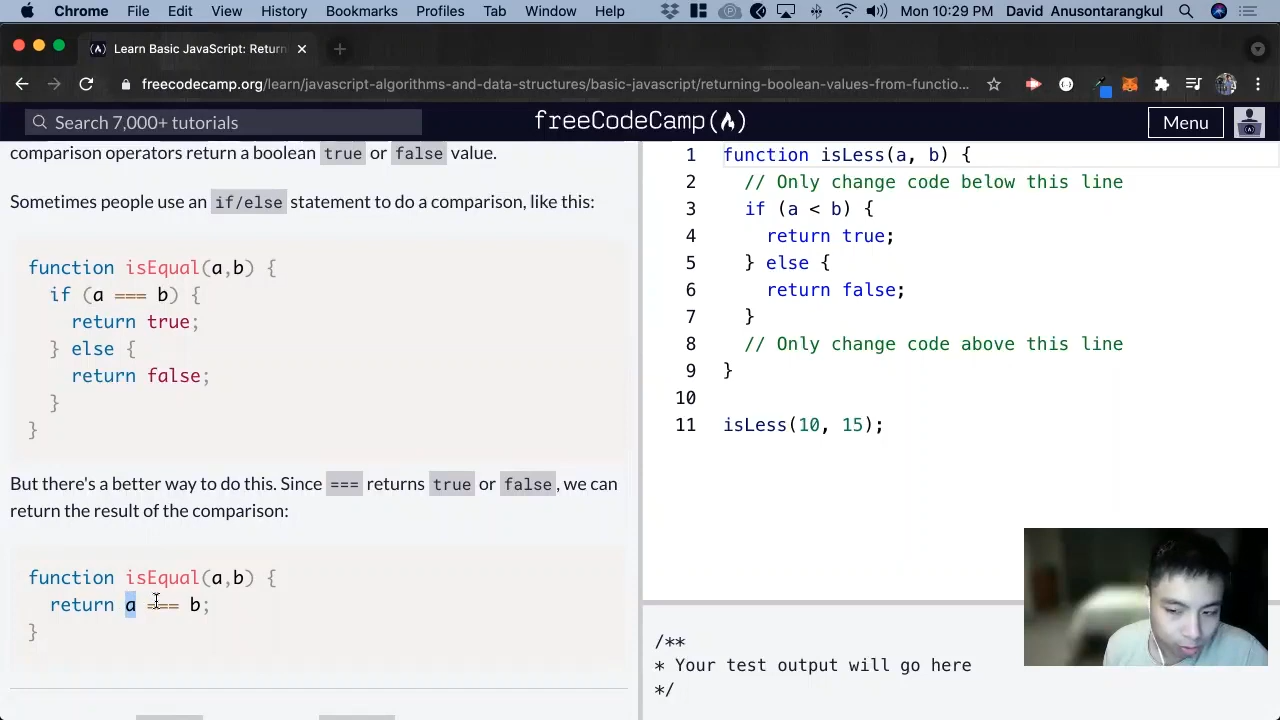 Chrome File Edit View History Bookmarks Profiles Tab Window Help Mon 10:29 PM David Anusontarangkul
Learn Basic JavaScript: Return
freecodecamp.org/learn/javascript-algorithms-and-data-structures/basic-javascript/returning-boolean-values-from-functio...
Search 7,000+ tutorials
freeCodeCamp
Menu
comparison operators return a boolean true or false value.
Sometimes people use an if/else statement to do a comparison, like this:
function isEqual(a,b) {
if (a === b) {
return true;
} else {
return false;
}
}
But there's a better way to do this. Since === returns true or false, we can
return the result of the comparison:
function isEqual(a,b) {
return a === b;
}
1 function isLess(a, b) {
2 // Only change code below this line
3 if (a < b) {
4 return true;
5 } else {
6 return false;
7 }
8 // Only change code above this line
9 }
10
11 isLess(10, 15);
/**
* Your test output will go here
*/